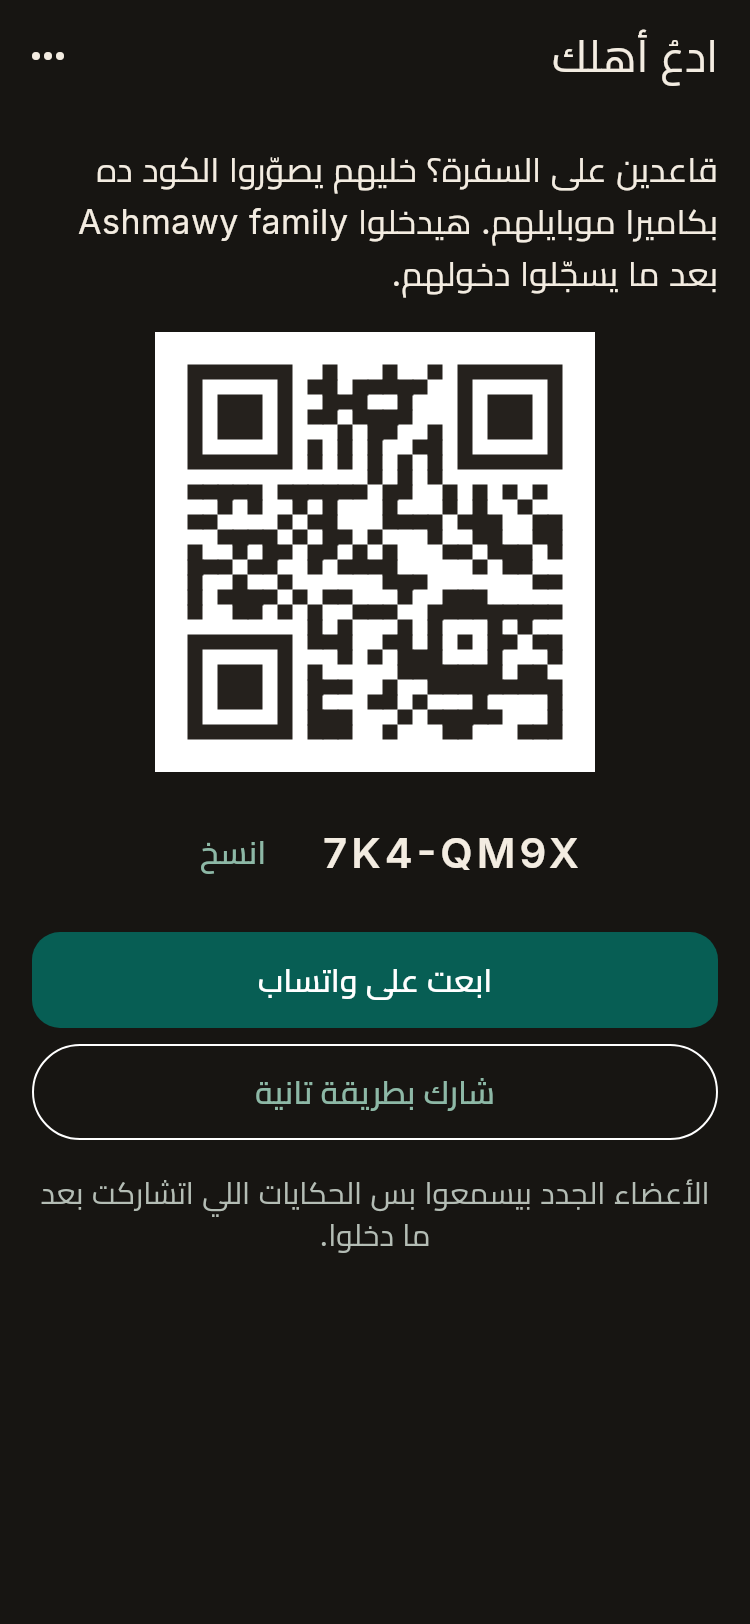 ادعُ أهلك
قاعدين على السفرة؟ خليهم يصوّروا الكود ده
بكاميرا موبايلهم. هيدخلوا Ashmawy family
بعد ما يسجّلوا دخولهم.
7K4-QM9X
انسخ
ابعت على واتساب
شارك بطريقة تانية
الأعضاء الجدد بيسمعوا بس الحكايات اللي اتشاركت بعد
ما دخلوا.